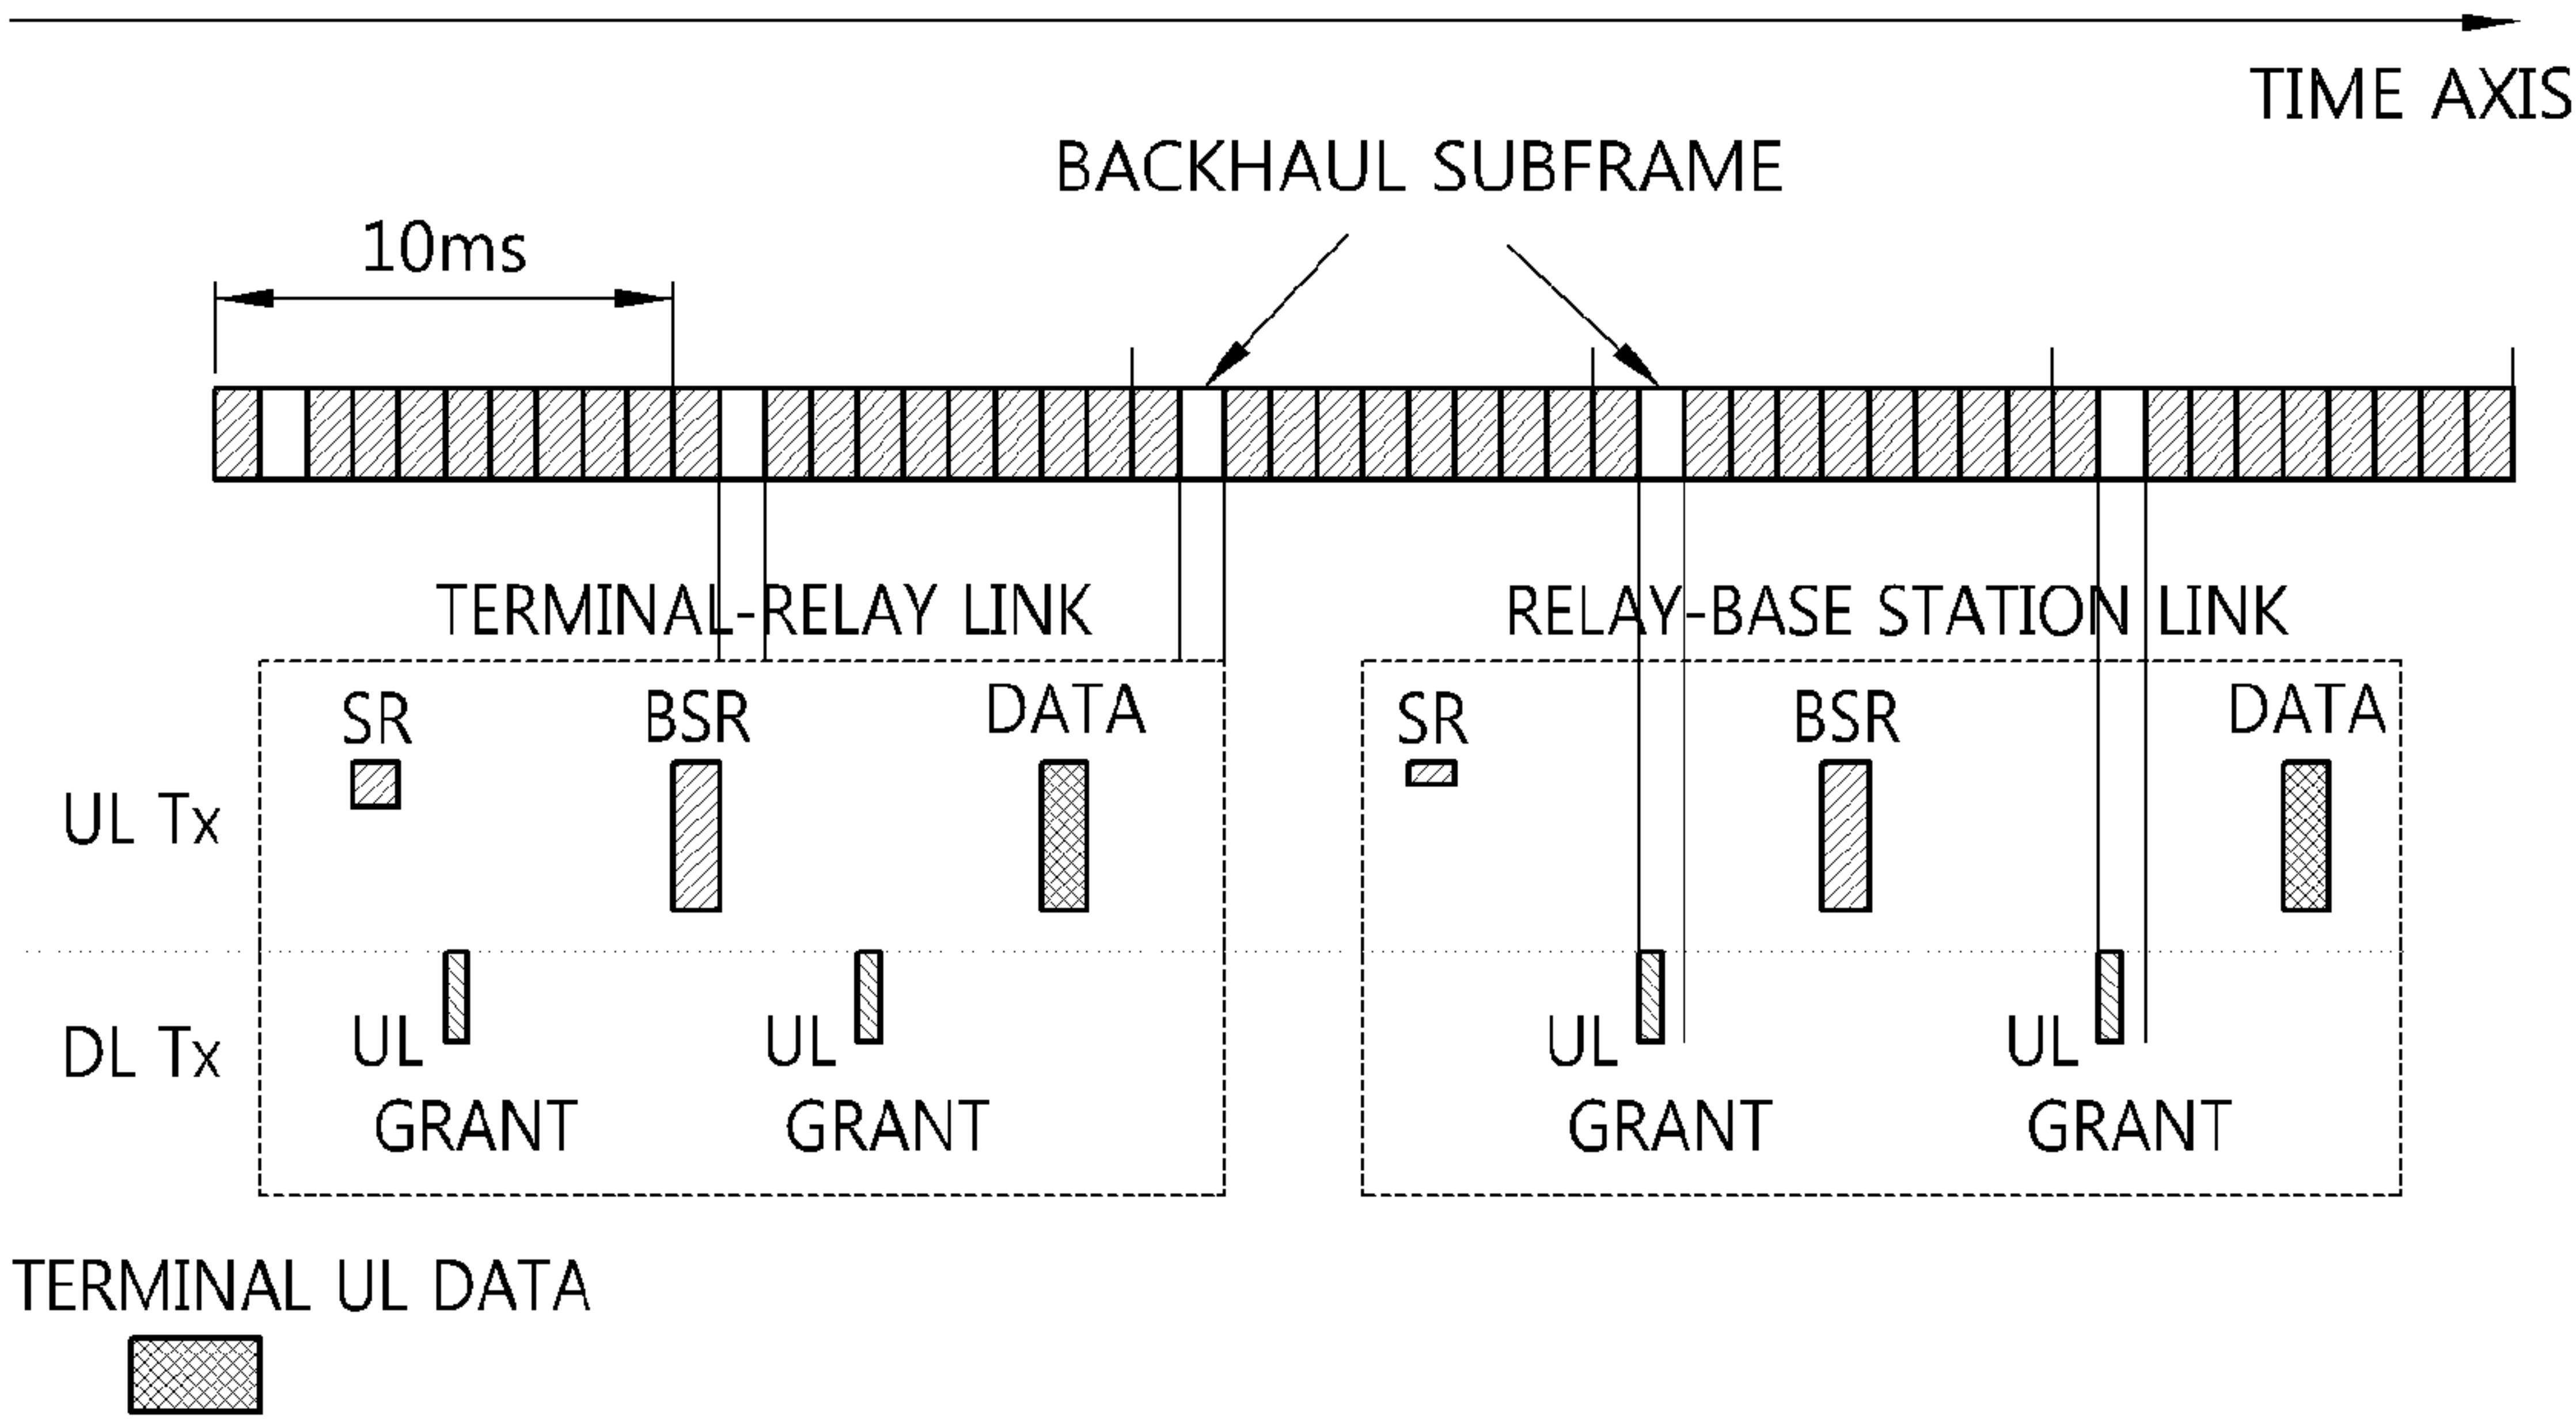 TIME AXIS
BACKHAUL SUBFRAME
10ms
TERMINAL-RELAY LINK
RELAY-BASE STATION LINK
SR
BSR
DATA
SR
BSR
DATA
UL Tx
DL Tx
UL
GRANT
UL
GRANT
UL
GRANT
UL
GRANT
TERMINAL UL DATA